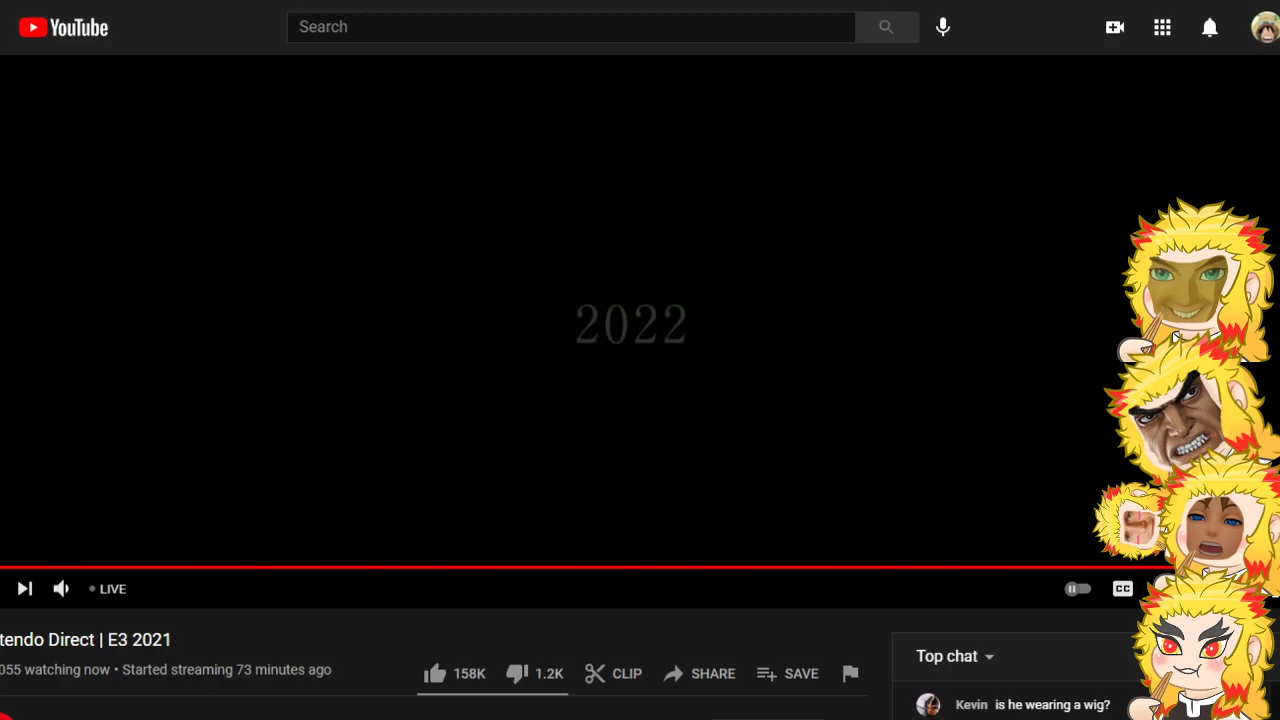 YouTube
Search
2022
LIVE
CC
tendo Direct | E3 2021
055 watching now • Started streaming 73 minutes ago
158K 1.2K CLIP SHARE SAVE
Top chat
Kevin is he wearing a wig?